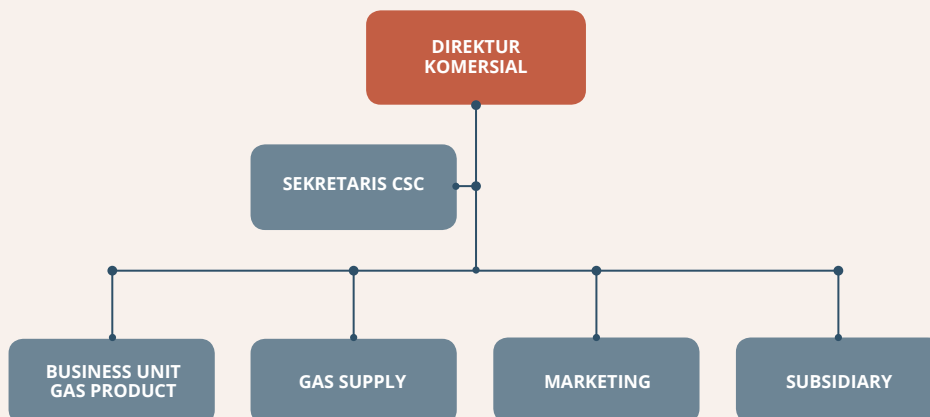 DIREKTUR
KOMERSIAL
SEKRETARIS CSC
BUSINESS UNIT
GAS PRODUCT
GAS SUPPLY
MARKETING
SUBSIDIARY